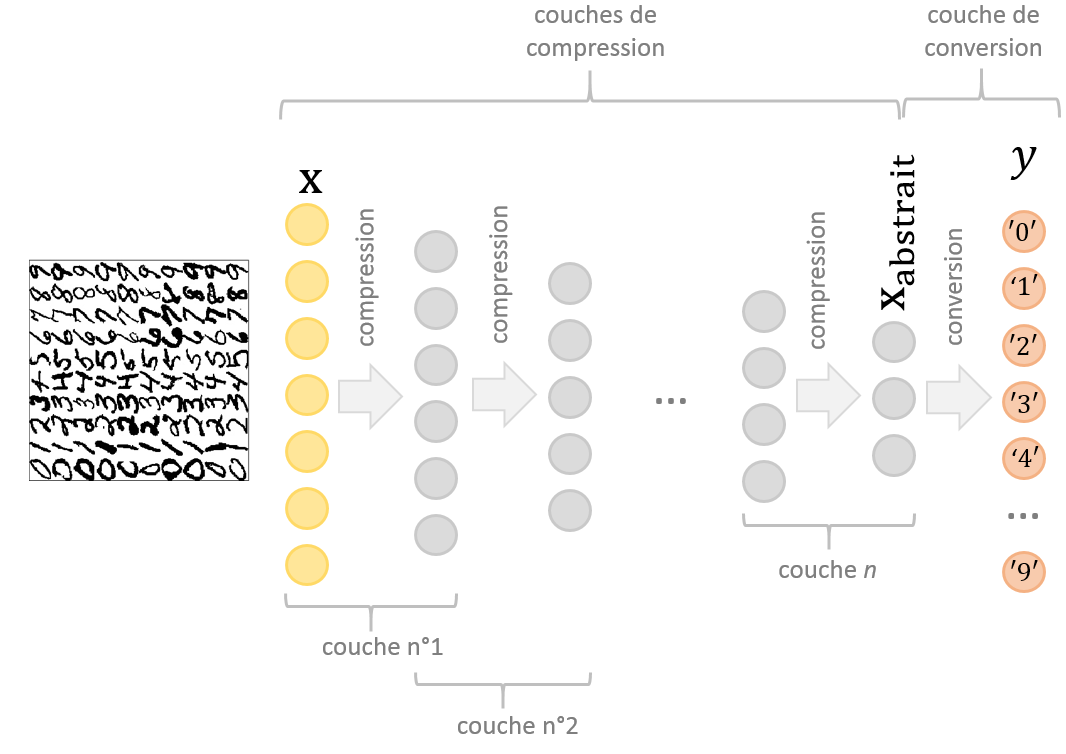 couches de
compression
couche de
conversion
x
compression
compression
...
compression
x abstrait
conversion
y
'0'
‘1’
'2'
'3'
‘4’
...
'9'
couche n
couche n°1
couche n°2